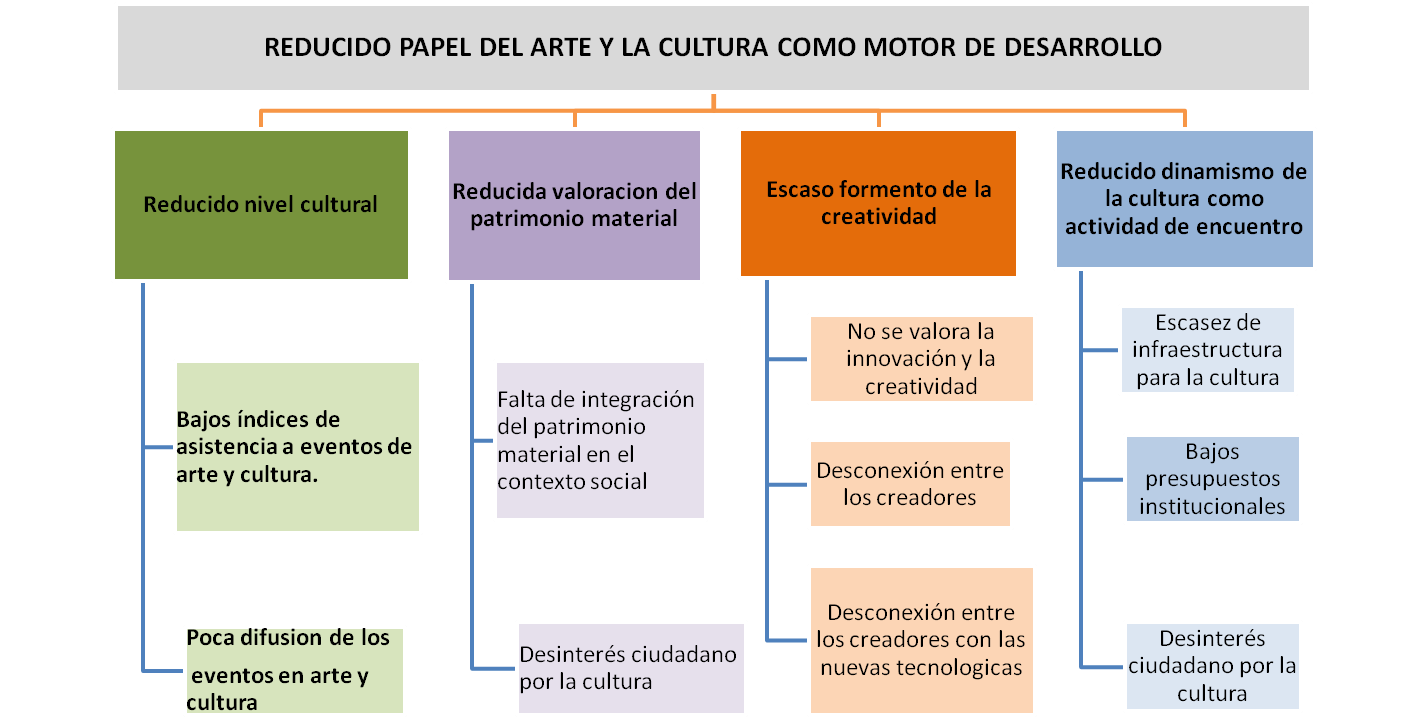 REDUCIDO PAPEL DEL ARTE Y LA CULTURA COMO MOTOR DE DESARROLLO
Reducido nivel cultural
Bajos índices de
asistencia a eventos de
arte y cultura.
Poca difusion de los
eventos en arte y
cultura
Reducida valoracion del
patrimonio material
Falta de integración
del patrimonio
material en el
contexto social
Desinterés ciudadano
por la cultura
Escaso formento de la
creatividad
No se valora la
innovación y la
creatividad
Desconexión entre
los creadores
Desconexión entre
los creadores con las
nuevas tecnologicas
Reducido dinamismo de
la cultura como
actividad de encuentro
Escasez de
infraestructura
para la cultura
Bajos
presupuestos
institucionales
Desinterés
ciudadano por la
cultura